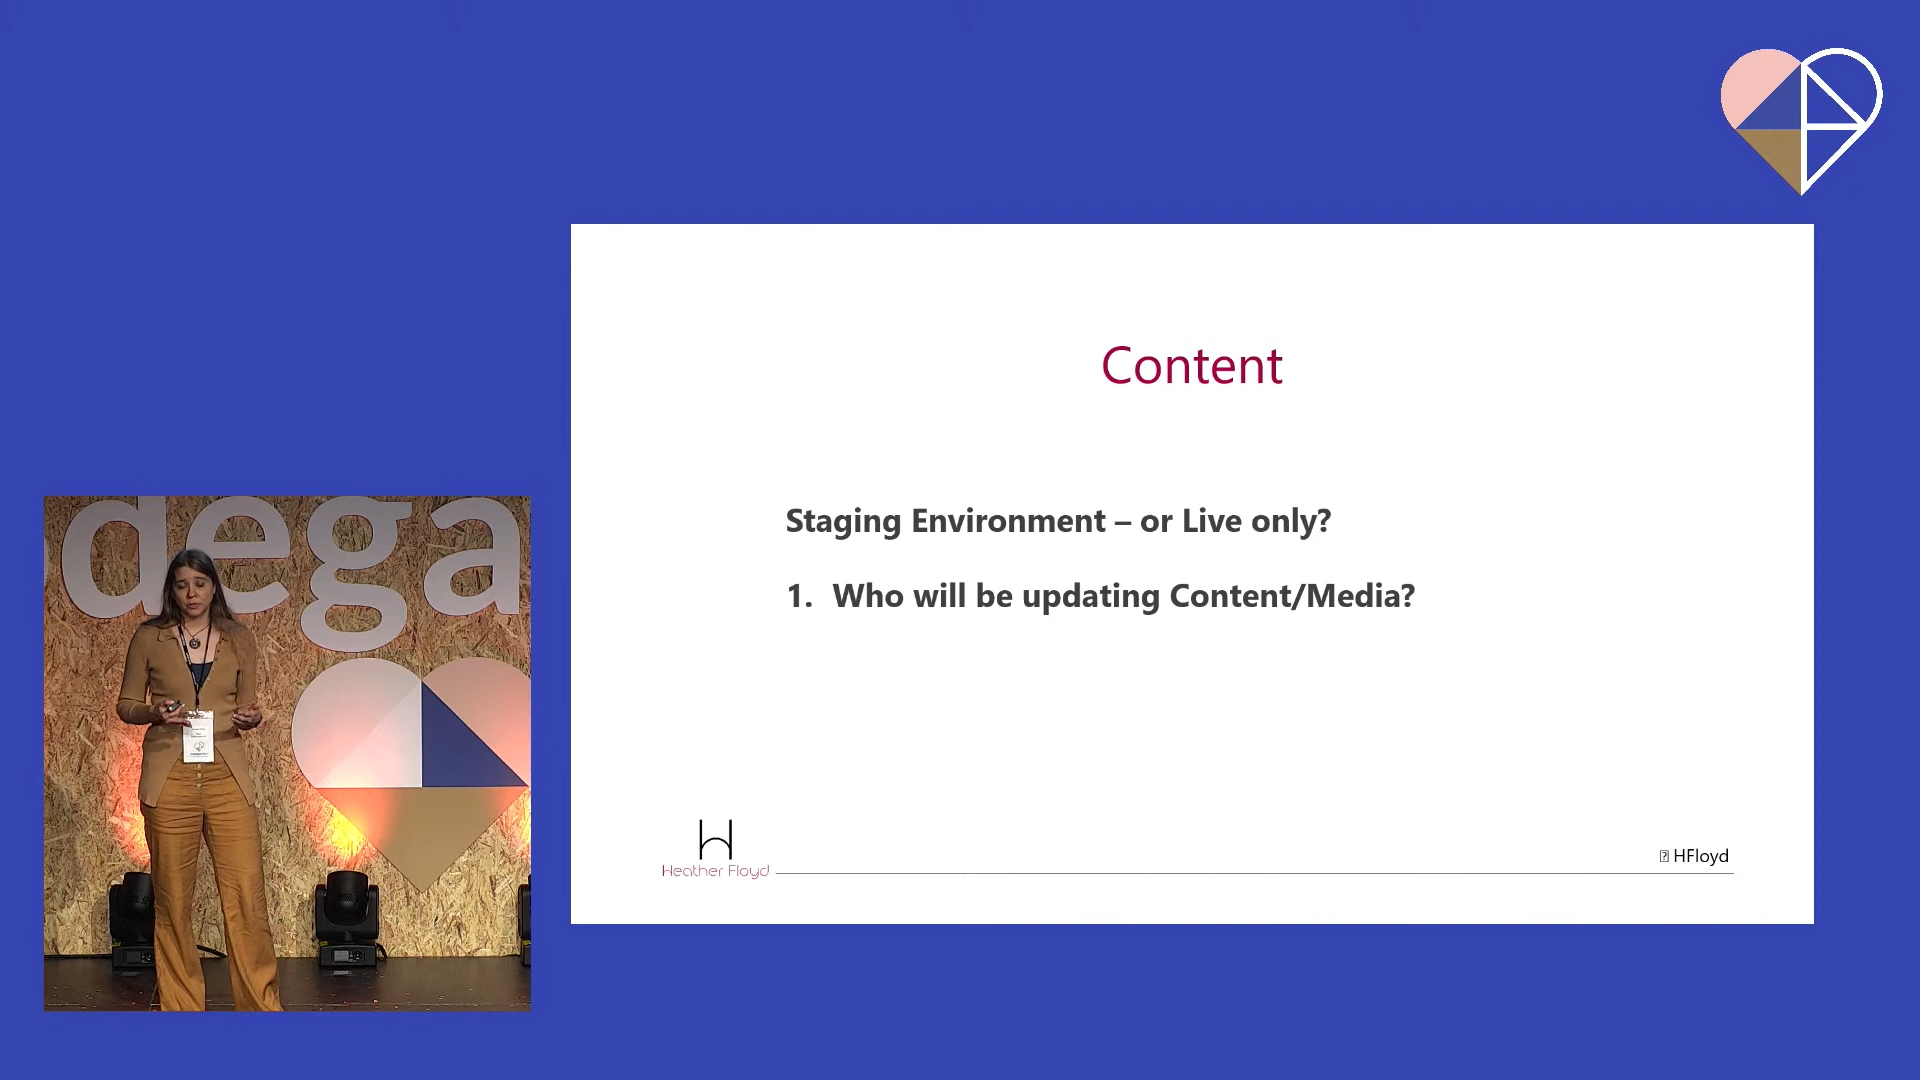 Content
Staging Environment – or Live only?
1. Who will be updating Content/Media?
Heather Floyd
HFloyd
dega